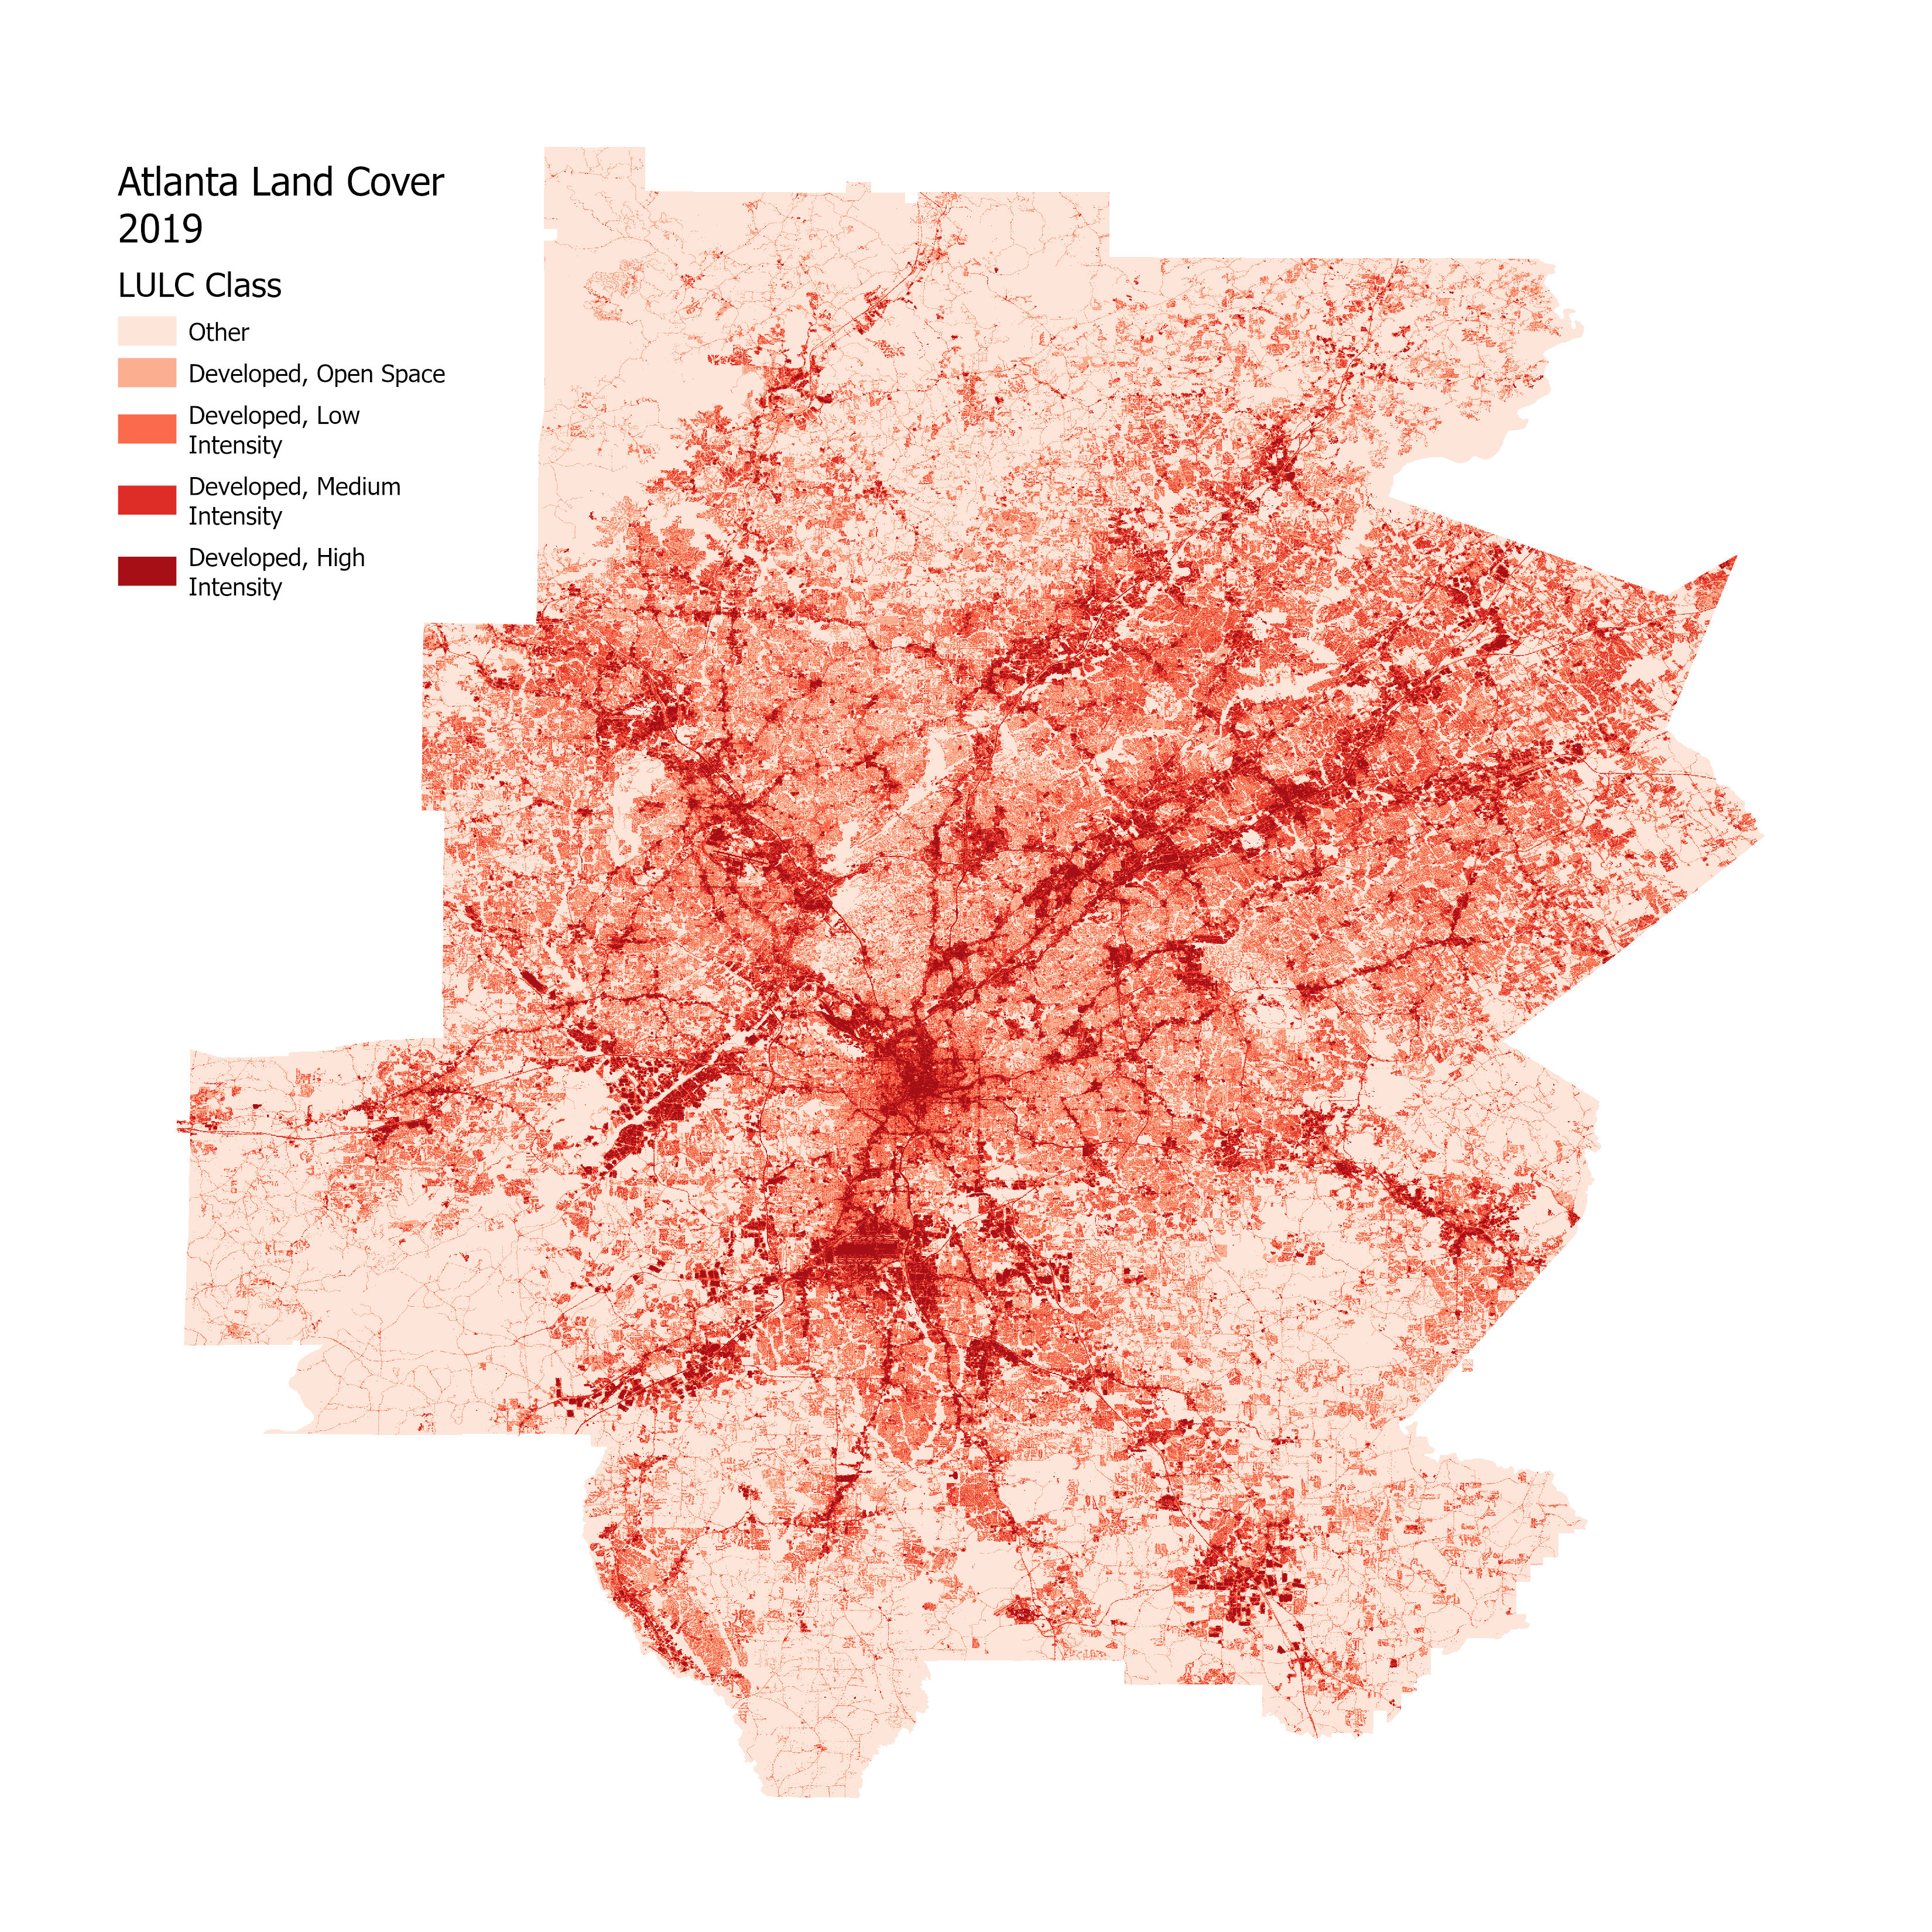 Atlanta Land Cover
2019
LULC Class
Other
Developed, Open Space
Developed, Low
Intensity
Developed, Medium
Intensity
Developed, High
Intensity